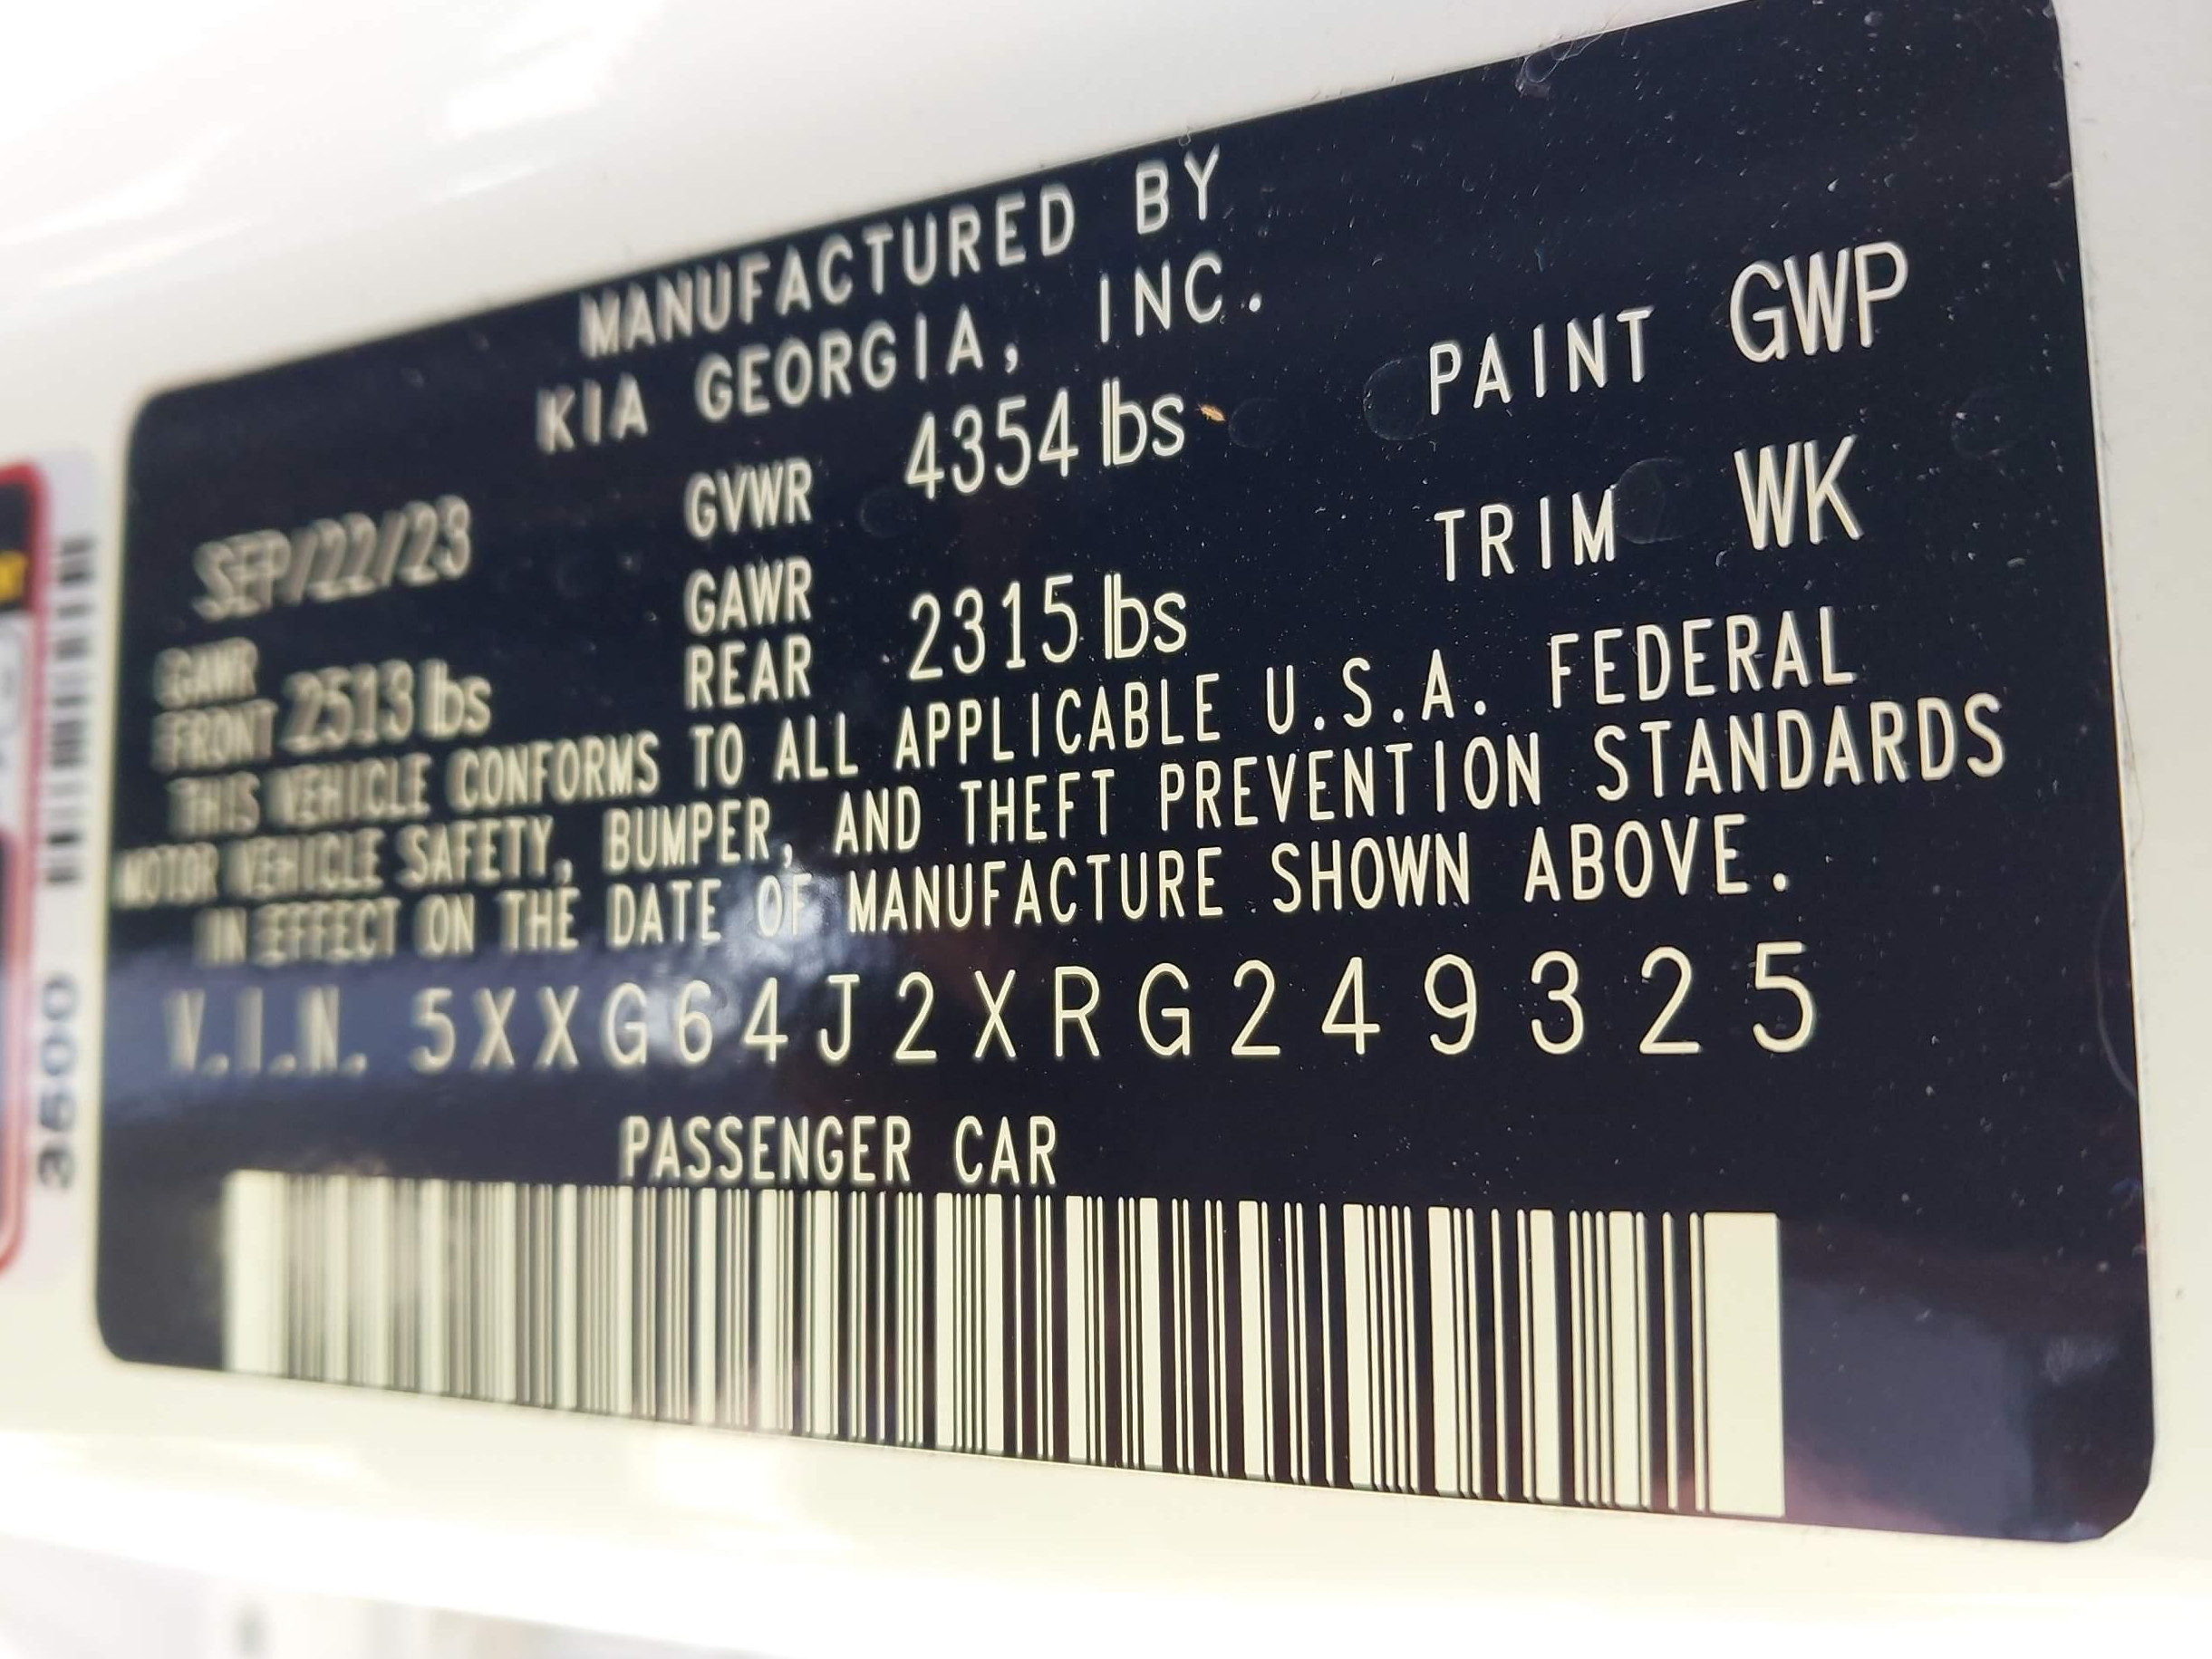 MANUFACTURED BY
KIA GEORGIA, INC.
SEP/22/23 GVWR 4354 lbs PAINT GWP
GAWR FRONT 2513 lbs GAWR REAR 2315 lbs TRIM WK
THIS VEHICLE CONFORMS TO ALL APPLICABLE U.S.A. FEDERAL
MOTOR VEHICLE SAFETY, BUMPER, AND THEFT PREVENTION STANDARDS
IN EFFECT ON THE DATE OF MANUFACTURE SHOWN ABOVE.
V.I.N. 5XXG64J2XRG249325
PASSENGER CAR
3500